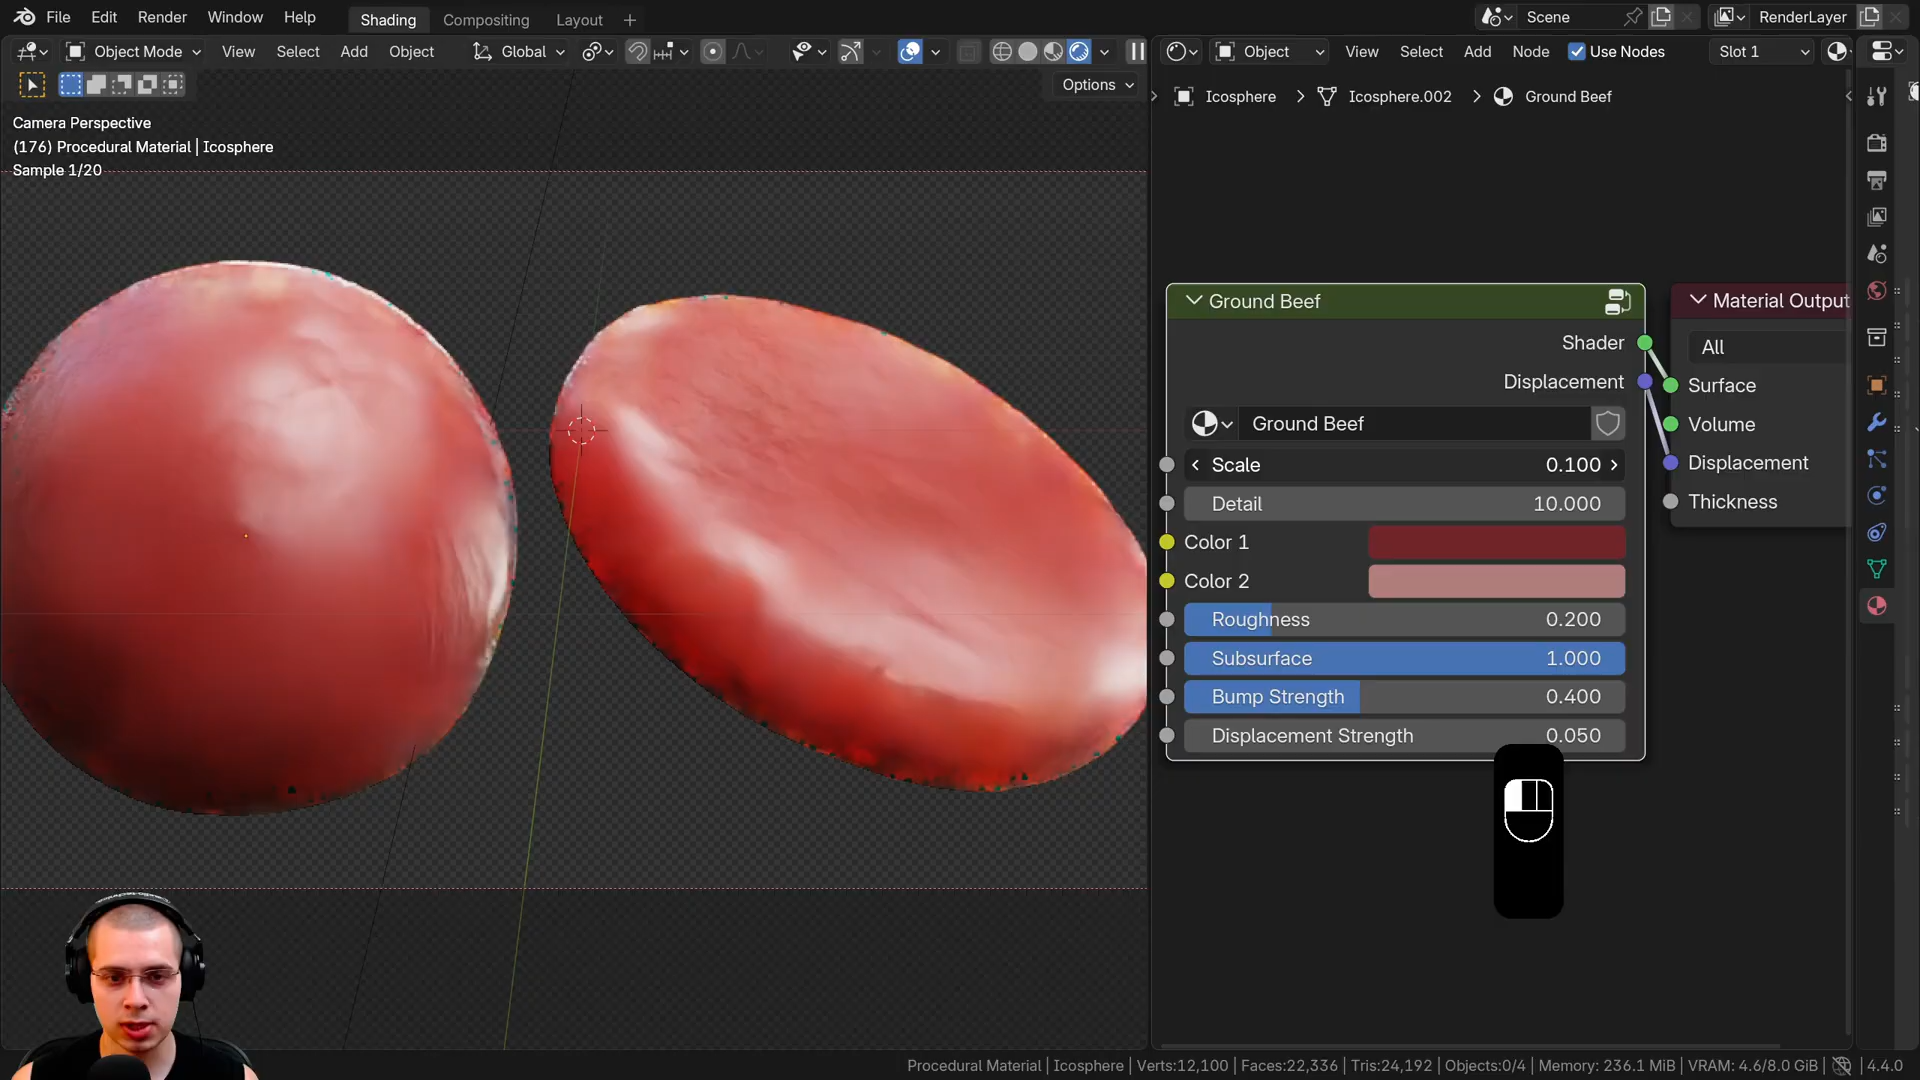 File Edit Render Window Help Shading Compositing Layout + Scene RenderLayer
Object Mode View Select Add Object Global Object View Select Add Node Use Nodes Slot 1
Options
Icosphere > Icosphere.002 > Ground Beef
Camera Perspective
(176) Procedural Material | Icosphere
Sample 1/20
Ground Beef
Shader
Displacement
Ground Beef
Scale 0.100
Detail 10.000
Color 1
Color 2
Roughness 0.200
Subsurface 1.000
Bump Strength 0.400
Displacement Strength 0.050
Material Output
All
Surface
Volume
Displacement
Thickness
Procedural Material | Icosphere | Verts:12,100 | Faces:22,336 | Tris:24,192 | Objects:0/4 | Memory: 236.1 MiB | VRAM: 4.6/8.0 GiB | 4.4.0